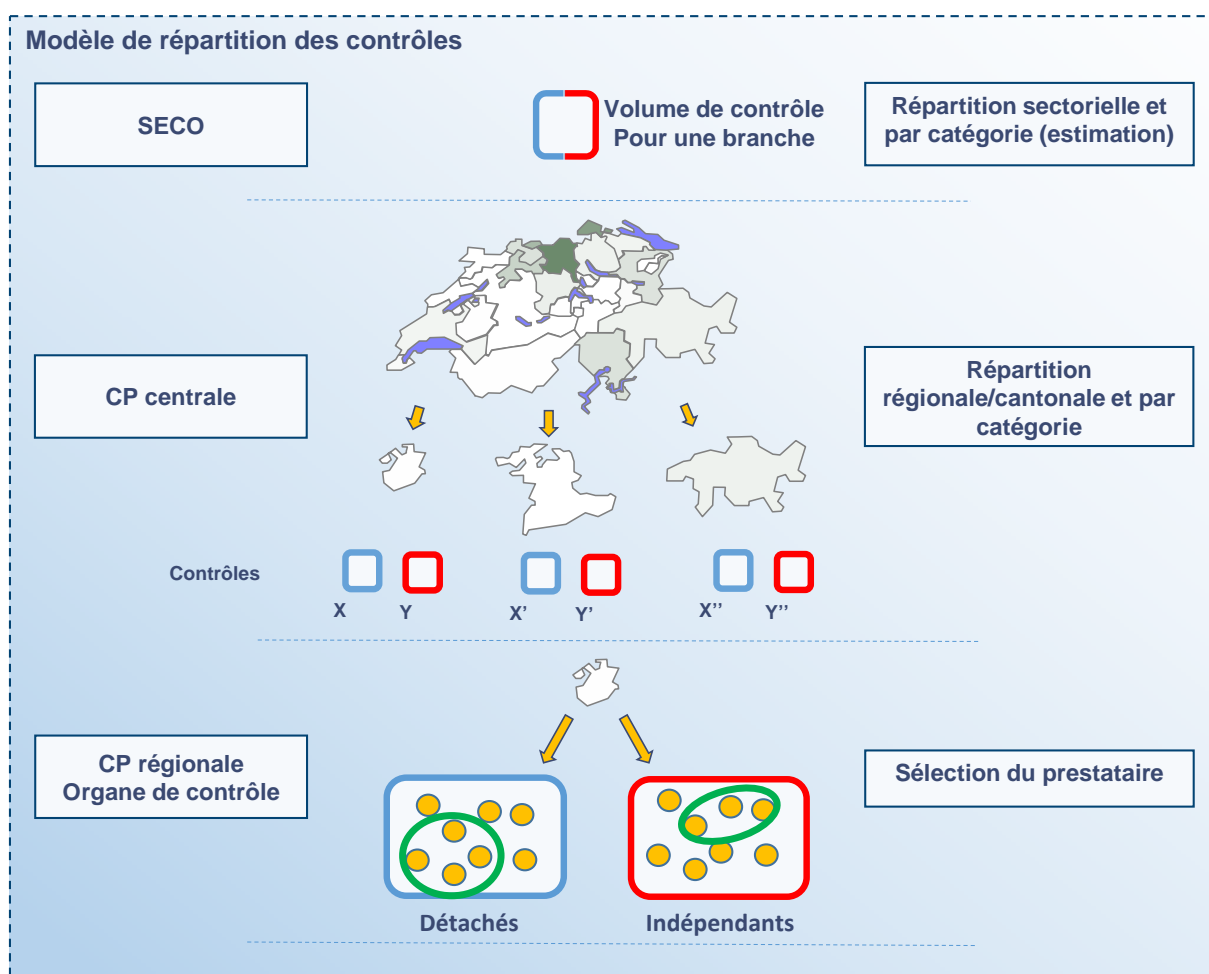 Modèle de répartition des contrôles
SECO
Volume de contrôle
Pour une branche
Répartition sectorielle et
par catégorie (estimation)
CP centrale
Répartition
régionale/cantonale et par
catégorie
Contrôles
X
Y
X’
Y’
X’’
Y’’
CP régionale
Organe de contrôle
Sélection du prestataire
Détachés
Indépendants